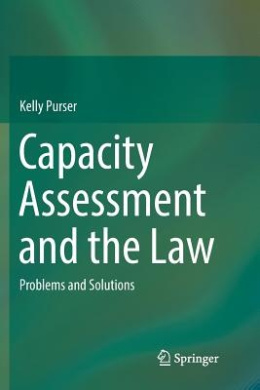 Kelly Purser
Capacity
Assessment
and the Law
Problems and Solutions
Springer